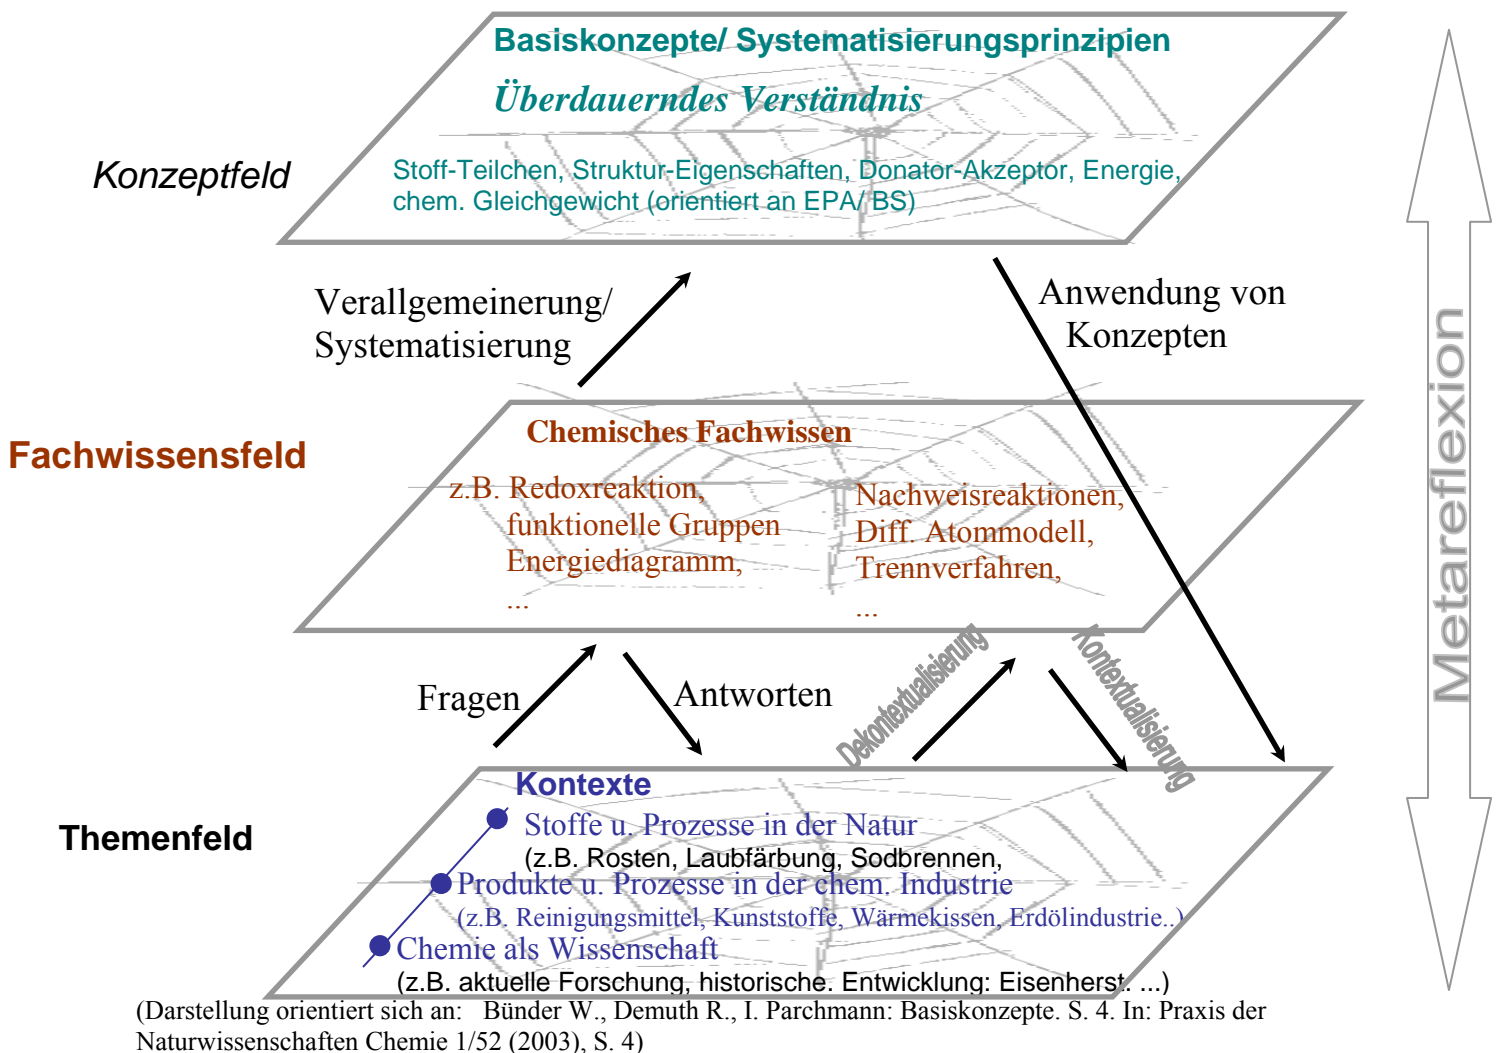 Basiskonzepte/ Systematisierungsprinzipien
Überdauerndes Verständnis
Konzeptfeld
Stoff-Teilchen, Struktur-Eigenschaften, Donator-Akzeptor, Energie,
chem. Gleichgewicht (orientiert an EPA/ BS)
Verallgemeinerung/
Systematisierung
Anwendung von
Konzepten
Metareflexion
Fachwissensfeld
Chemisches Fachwissen
z.B. Redoxreaktion,
funktionelle Gruppen
Energiediagramm,
...
Nachweisreaktionen,
Diff. Atommodell,
Trennverfahren,
...
Fragen
Antworten
Dekontextualisierung
Kontextualisierung
Themenfeld
Kontexte
Stoffe u. Prozesse in der Natur
(z.B. Rosten, Laubfärbung, Sodbrennen,
Produkte u. Prozesse in der chem. Industrie
(z.B. Reinigungsmittel, Kunststoffe, Wärmekissen, Erdölindustrie..)
Chemie als Wissenschaft
(z.B. aktuelle Forschung, historische. Entwicklung: Eisenherst. ...)
(Darstellung orientiert sich an: Bünder W., Demuth R., I. Parchmann: Basiskonzepte. S. 4. In: Praxis der
Naturwissenschaften Chemie 1/52 (2003), S. 4)